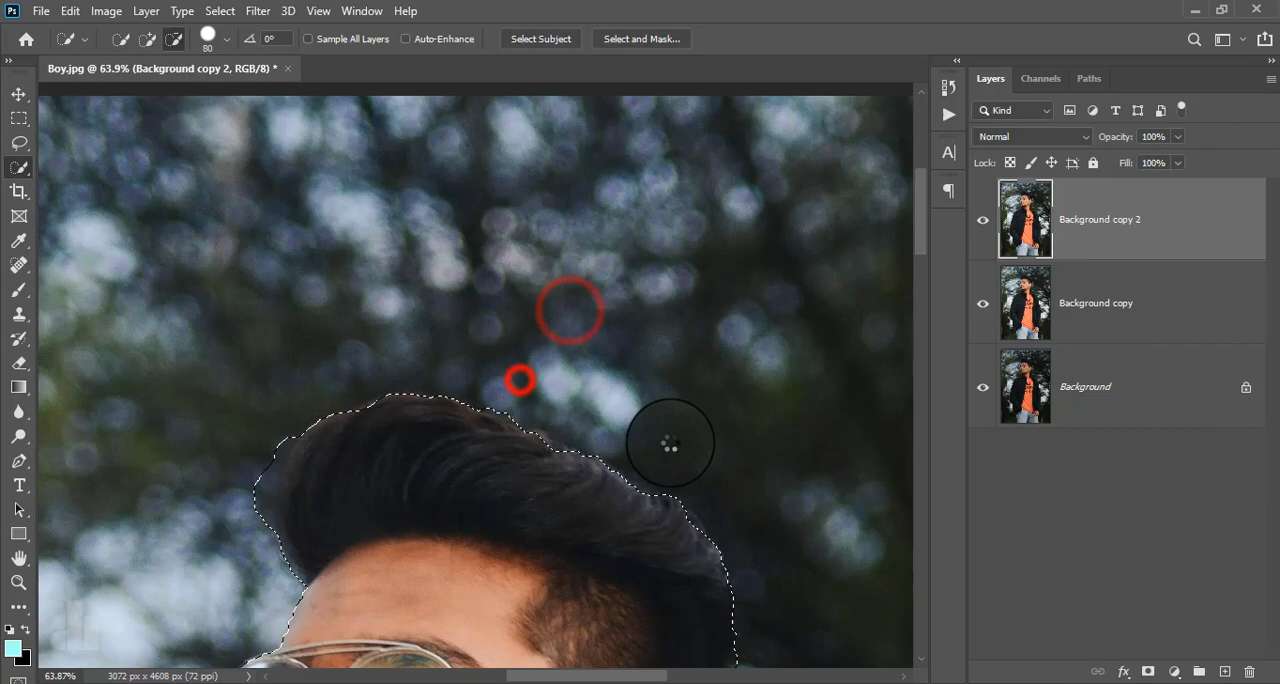 Ps File Edit Image Layer Type Select Filter 3D View Window Help
80 0° Sample All Layers Auto-Enhance Select Subject Select and Mask...
Boy.jpg @ 63.9% (Background copy 2, RGB/8) * ×
Layers Channels Paths
Kind
Normal Opacity: 100%
Lock: Fill: 100%
Background copy 2
Background copy
Background
63.87% 3072 px x 4608 px (72 ppi)